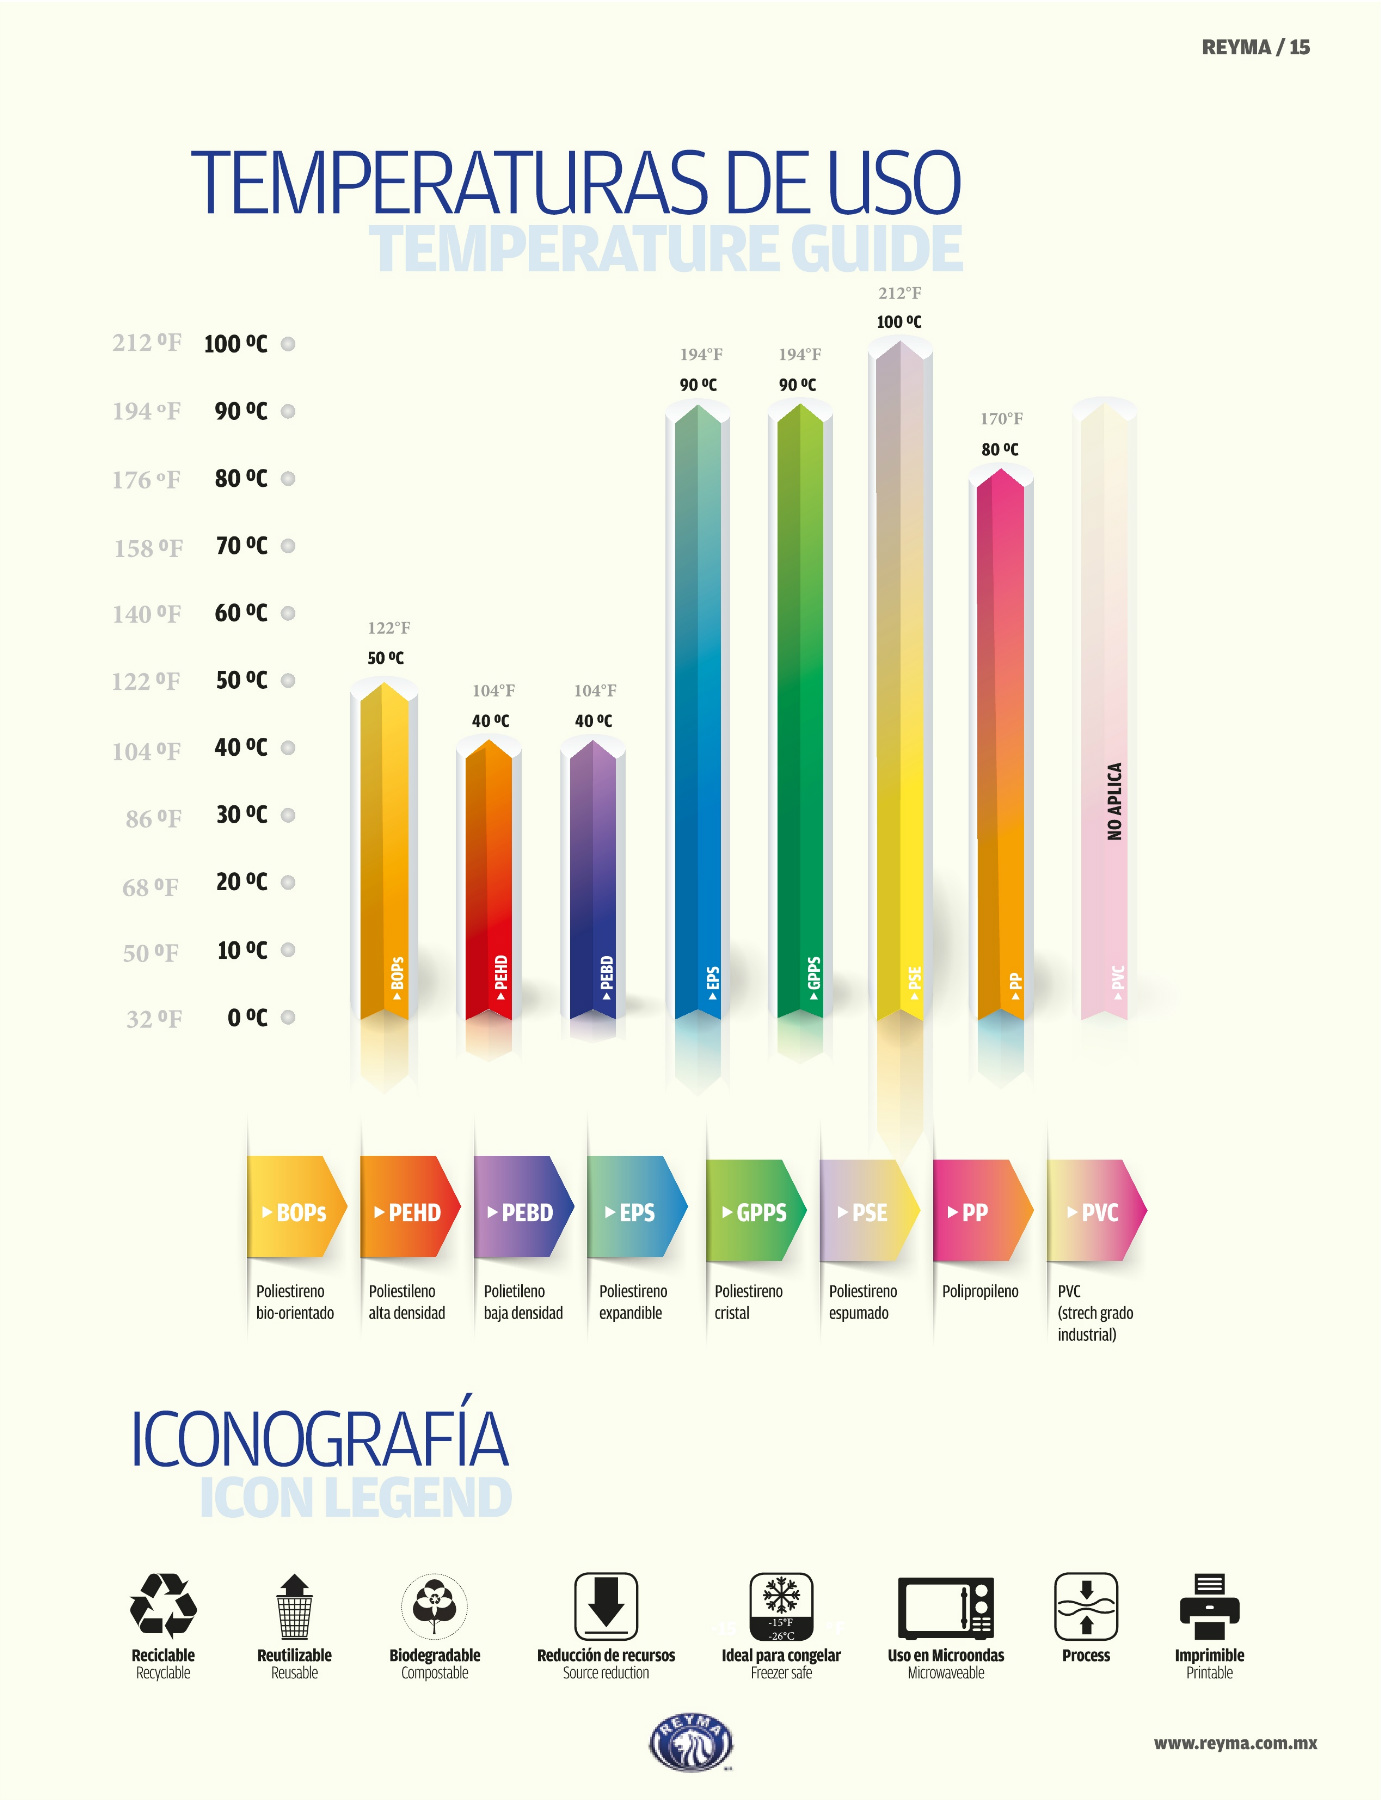 REYMA / 15
TEMPERATURAS DE USO
TEMPERATURE GUIDE
212 ºF 100 ºC
194 ºF 90 ºC
176 ºF 80 ºC
158 ºF 70 ºC
140 ºF 60 ºC
122 ºF 50 ºC
104 ºF 40 ºC
86 ºF 30 ºC
68 ºF 20 ºC
50 ºF 10 ºC
32 ºF 0 ºC
122°F
50 ºC
BOPs
104°F
40 ºC
PEHD
104°F
40 ºC
PEBD
194°F
90 ºC
EPS
194°F
90 ºC
GPPS
212°F
100 ºC
PSE
170°F
80 ºC
PP
NO APLICA
PVC
BOPs
Poliestireno
bio-orientado
PEHD
Poliestileno
alta densidad
PEBD
Polietileno
baja densidad
EPS
Poliestireno
expandible
GPPS
Poliestireno
cristal
PSE
Poliestireno
espumado
PP
Polipropileno
PVC
PVC
(strech grado
industrial)
ICONOGRAFÍA
ICON LEGEND
Reciclable
Recyclable
Reutilizable
Reusable
Biodegradable
Compostable
Reducción de recursos
Source reduction
-15°F
-26°C
Ideal para congelar
Freezer safe
Uso en Microondas
Microwaveable
Process
Imprimible
Printable
REYMA
www.reyma.com.mx